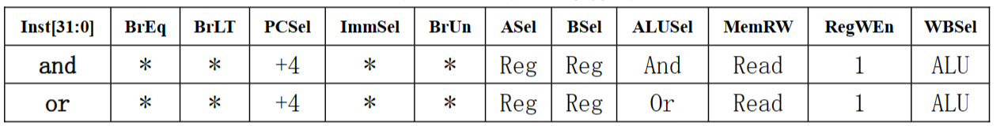 Inst[31:0] BrEq BrLT PCSel ImmSel BrUn ASel BSel ALUSel MemRW RegWEn WBSel
and * * +4 * * Reg Reg And Read 1 ALU
or * * +4 * * Reg Reg Or Read 1 ALU